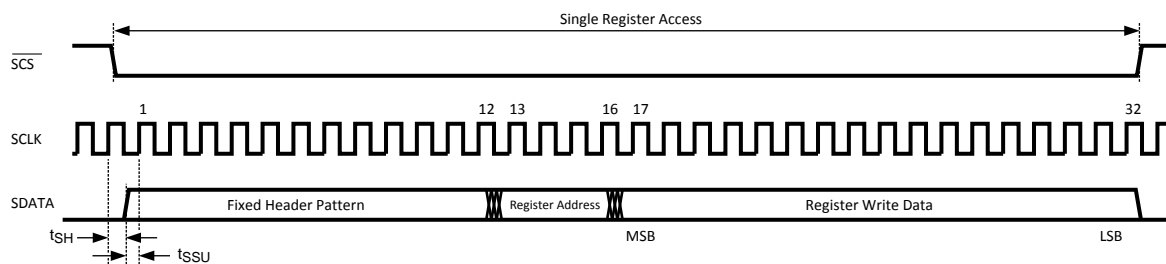 Single Register Access
SCS
1 12 13 16 17 32
SCLK
SDATA Fixed Header Pattern Register Address Register Write Data
tSH MSB LSB
tSSU